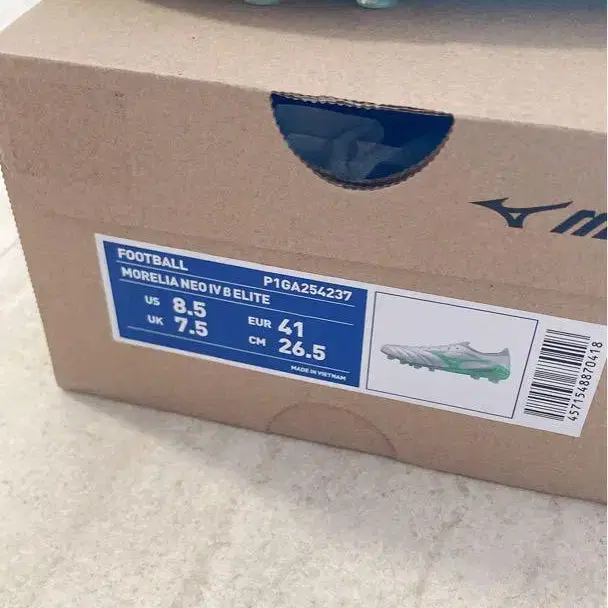 FOOTBALL
MORELIA NEO IV β ELITE P1GA254237
US 8.5
UK 7.5
EUR 41
CM 26.5
MADE IN VIETNAM
4571548870418